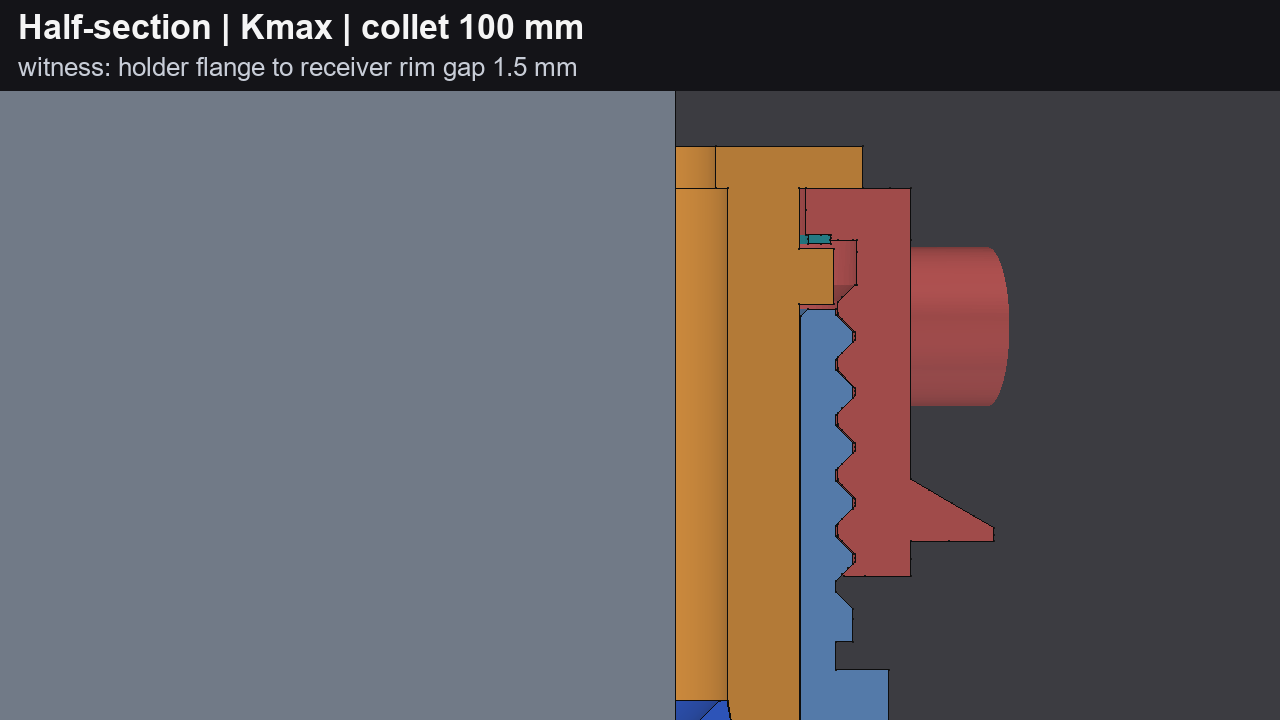 Half-section | Kmax | collet 100 mm
witness: holder flange to receiver rim gap 1.5 mm